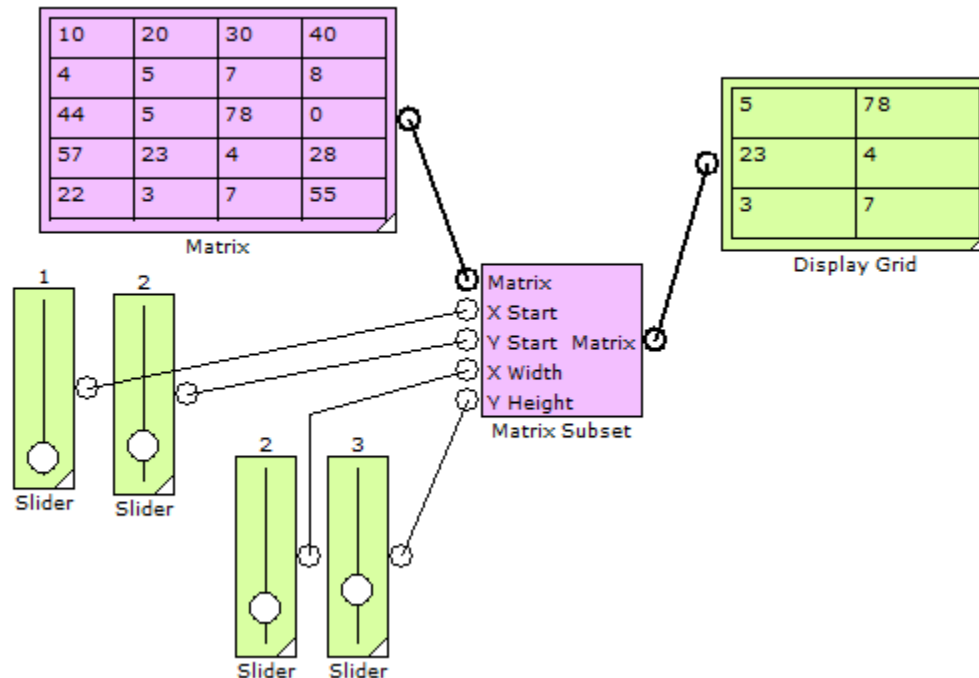 10 20 30 40
4 5 7 8
44 5 78 0
57 23 4 28
22 3 7 55
Matrix
5 78
23 4
3 7
Display Grid
1
Slider
2
Slider
Matrix
X Start
Y Start Matrix
X Width
Y Height
Matrix Subset
2
Slider
3
Slider